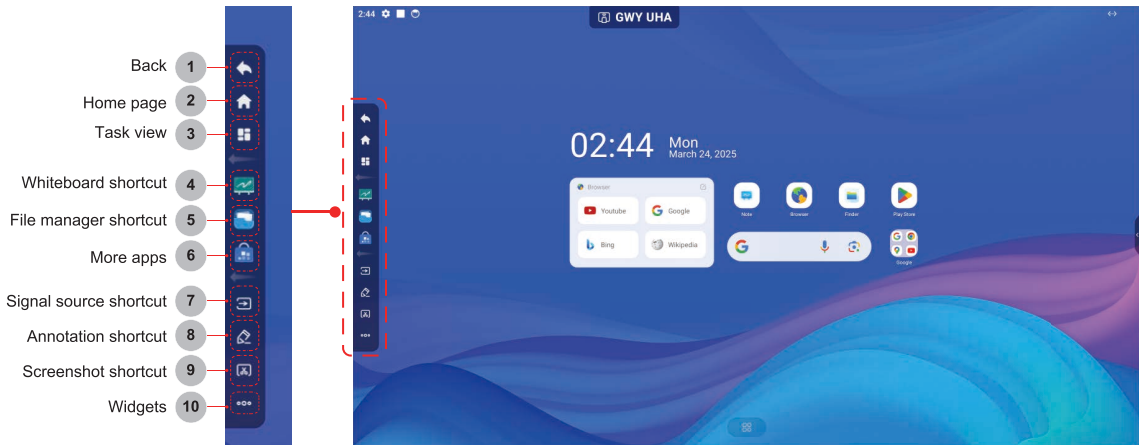 Back 1
Home page 2
Task view 3
Whiteboard shortcut 4
File manager shortcut 5
More apps 6
Signal source shortcut 7
Annotation shortcut 8
Screenshot shortcut 9
Widgets 10
2:44
GWY UHA
02:44 Mon
March 24, 2025
Browser
Youtube Google
Bing Wikipedia
Note Browser Finder Play Store
Google